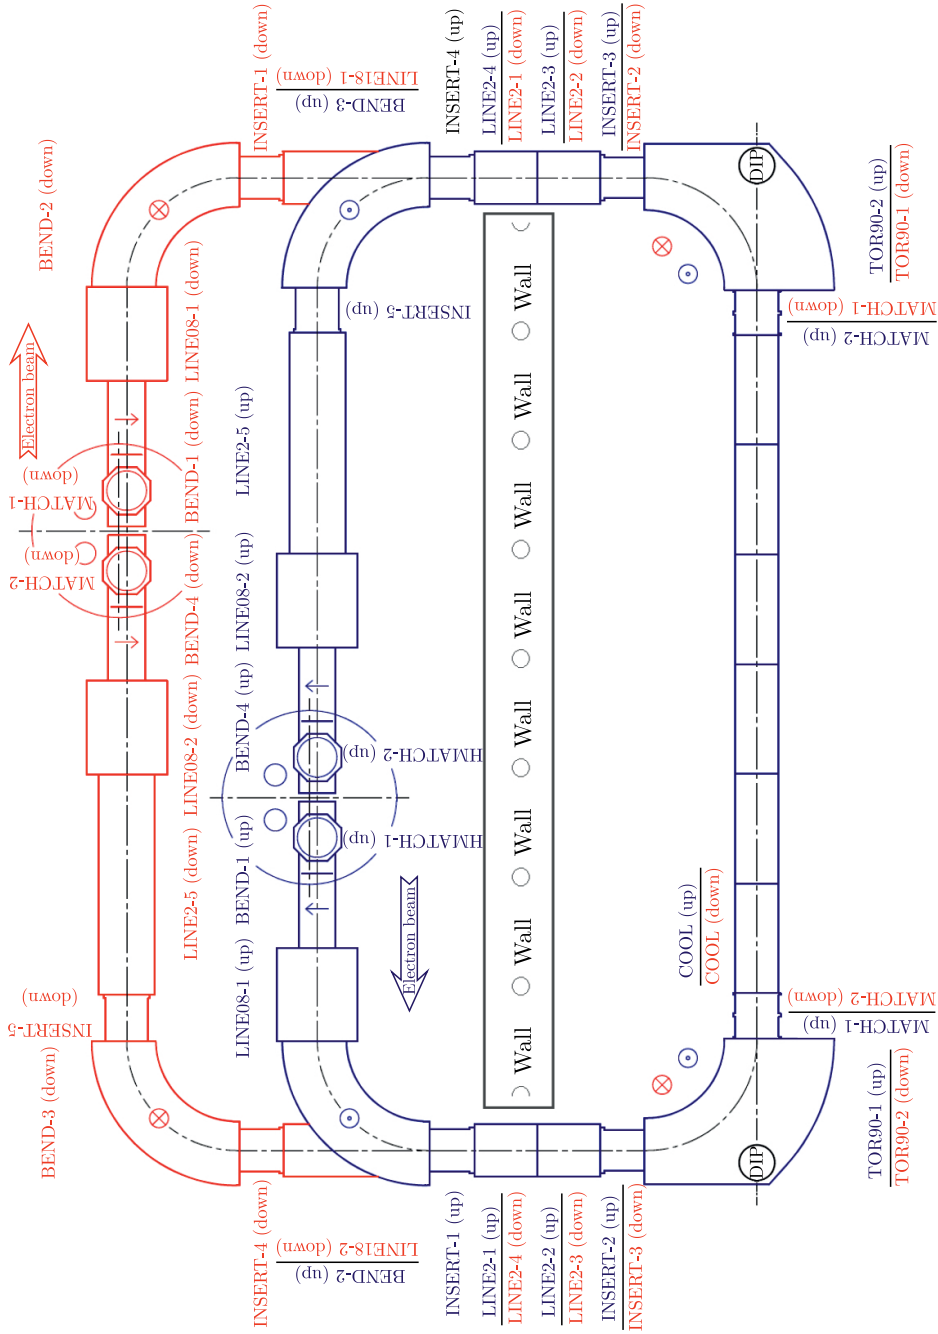 INSERT-1 (down)
LINE18-1 (down)
BEND-3 (up)
INSERT-4 (up)
LINE2-4 (up)
LINE2-1 (down)
LINE2-3 (up)
LINE2-2 (down)
INSERT-3 (up)
INSERT-2 (down)
BEND-2 (down)
DIP
TOR90-2 (up)
TOR90-1 (down)
Electron beam
LINE08-1 (down)
INSERT-5 (up)
Wall
MATCH-1 (down)
MATCH-2 (up)
BEND-1 (down)
MATCH-1
(down)
LINE2-5 (up)
Wall
Wall
MATCH-2
(down)
BEND-4 (down)
LINE08-2 (up)
Wall
BEND-4 (up)
HMATCH-2 (up)
Wall
LINE08-2 (down)
HMATCH-1 (up)
BEND-1 (up)
Wall
LINE2-5 (down)
Electron beam
COOL (up)
COOL (down)
Wall
LINE08-1 (up)
INSERT-5
(down)
Wall
MATCH-2 (down)
MATCH-1 (up)
BEND-3 (down)
DIP
TOR90-1 (up)
TOR90-2 (down)
INSERT-4 (down)
LINE18-2 (down)
BEND-2 (up)
INSERT-1 (up)
LINE2-1 (up)
LINE2-4 (down)
LINE2-2 (up)
LINE2-3 (down)
INSERT-2 (up)
INSERT-3 (down)